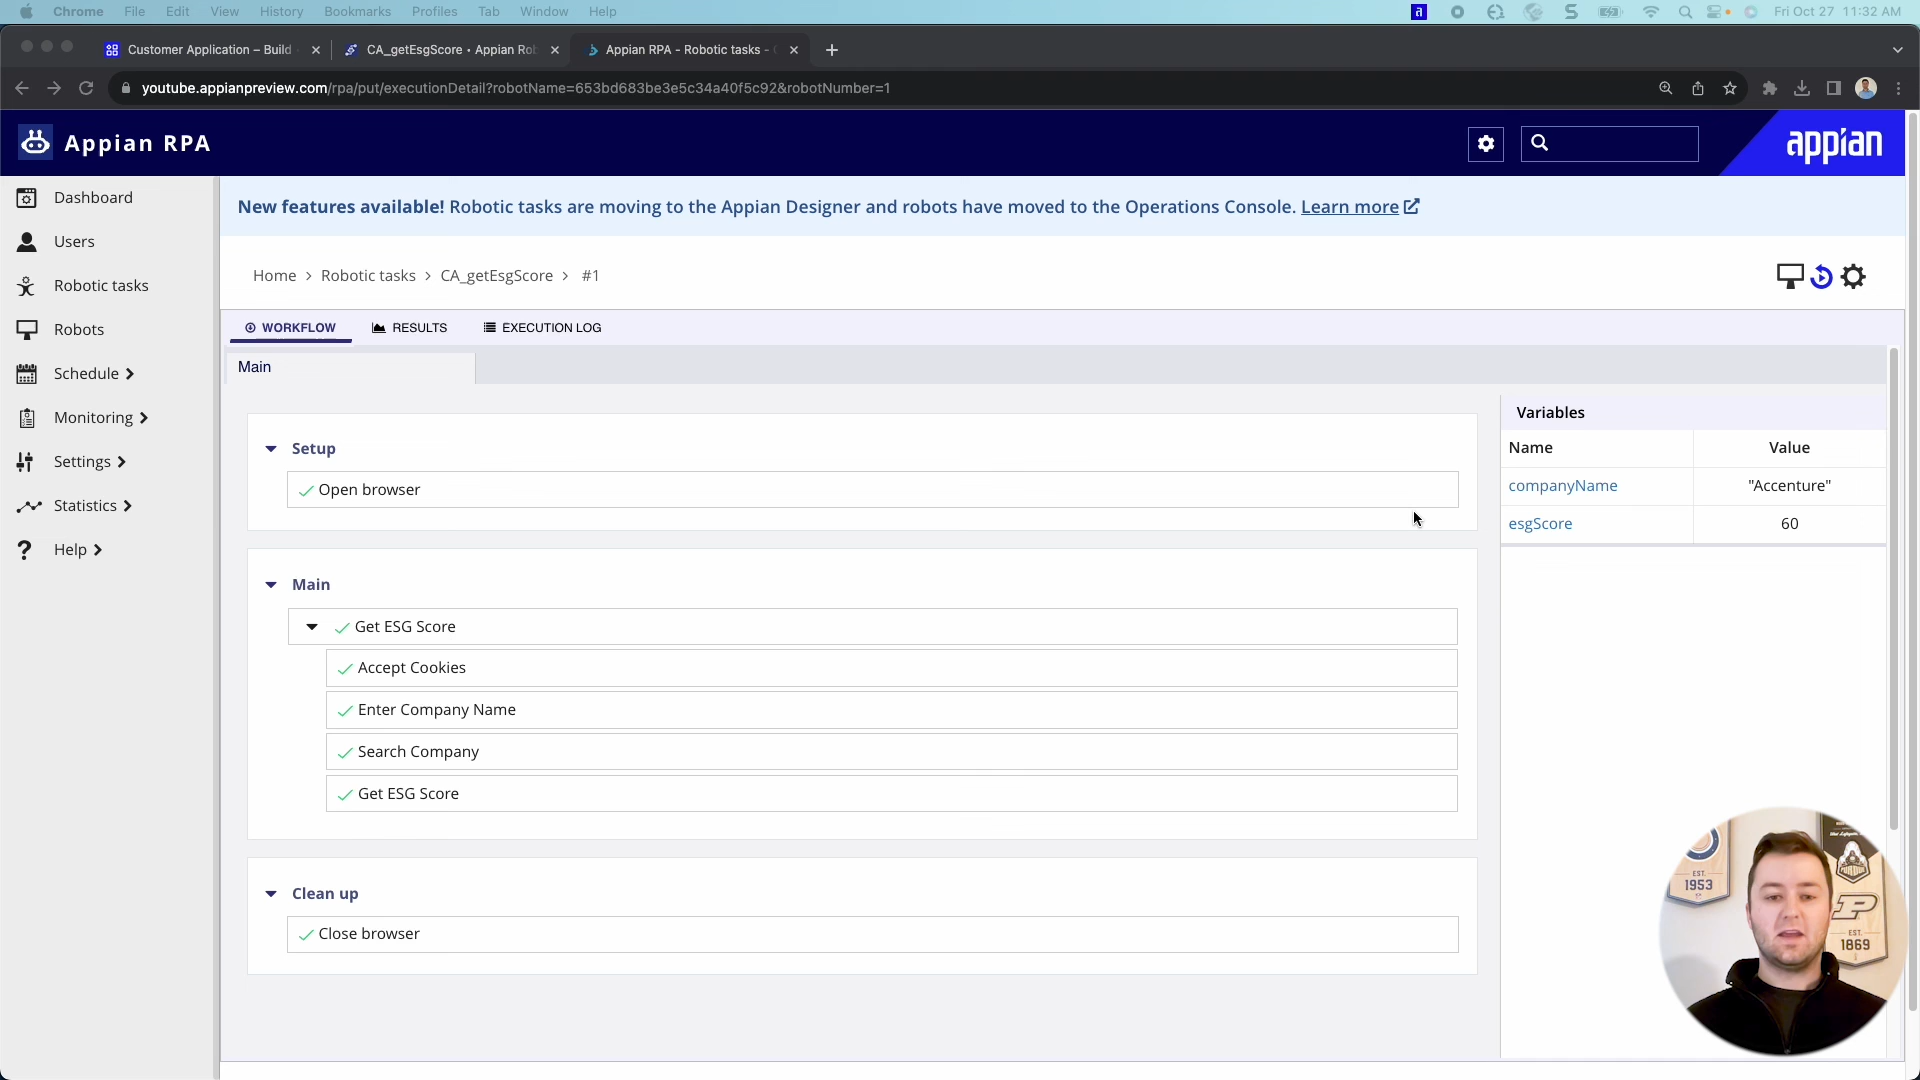 Chrome File Edit View History Bookmarks Profiles Tab Window Help
a S Fri Oct 27 11:32 AM
Customer Application – Build
CA_getEsgScore • Appian Rob
Appian RPA - Robotic tasks -
youtube.appianpreview.com/rpa/put/executionDetail?robotName=653bd683be3e5c34a40f5c92&robotNumber=1
Appian RPA
appian
Dashboard
Users
Robotic tasks
Robots
Schedule
Monitoring
Settings
Statistics
Help
New features available! Robotic tasks are moving to the Appian Designer and robots have moved to the Operations Console. Learn more
Home > Robotic tasks > CA_getEsgScore > #1
WORKFLOW RESULTS EXECUTION LOG
Main
Setup
Open browser
Main
Get ESG Score
Accept Cookies
Enter Company Name
Search Company
Get ESG Score
Clean up
Close browser
Variables
Name Value
companyName "Accenture"
esgScore 60
EST.
1953
PURDUE
P
EST.
1869